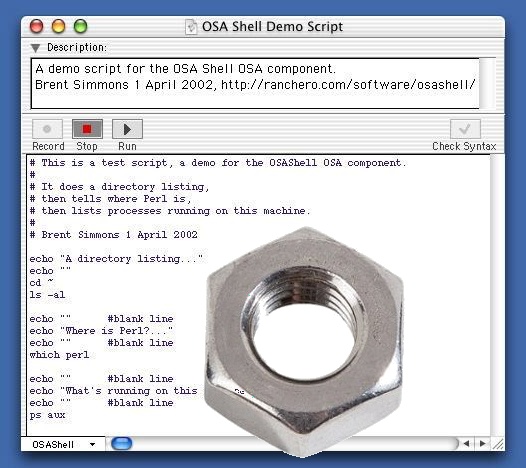 OSA Shell Demo Script
Description:
A demo script for the OSA Shell OSA component.
Brent Simmons 1 April 2002, http://ranchero.com/software/osashell/
Record Stop Run Check Syntax
# This is a test script, a demo for the OSAShell OSA component.
#
# It does a directory listing,
# then tells where Perl is,
# then lists processes running on this machine.
#
# Brent Simmons 1 April 2002
echo "A directory listing..."
echo ""
cd ~
ls -al
echo "" #blank line
echo "Where is Perl?..."
echo "" #blank line
which perl
echo "" #blank line
echo "What's running on this
echo "" #blank line
ps aux
OSAShell